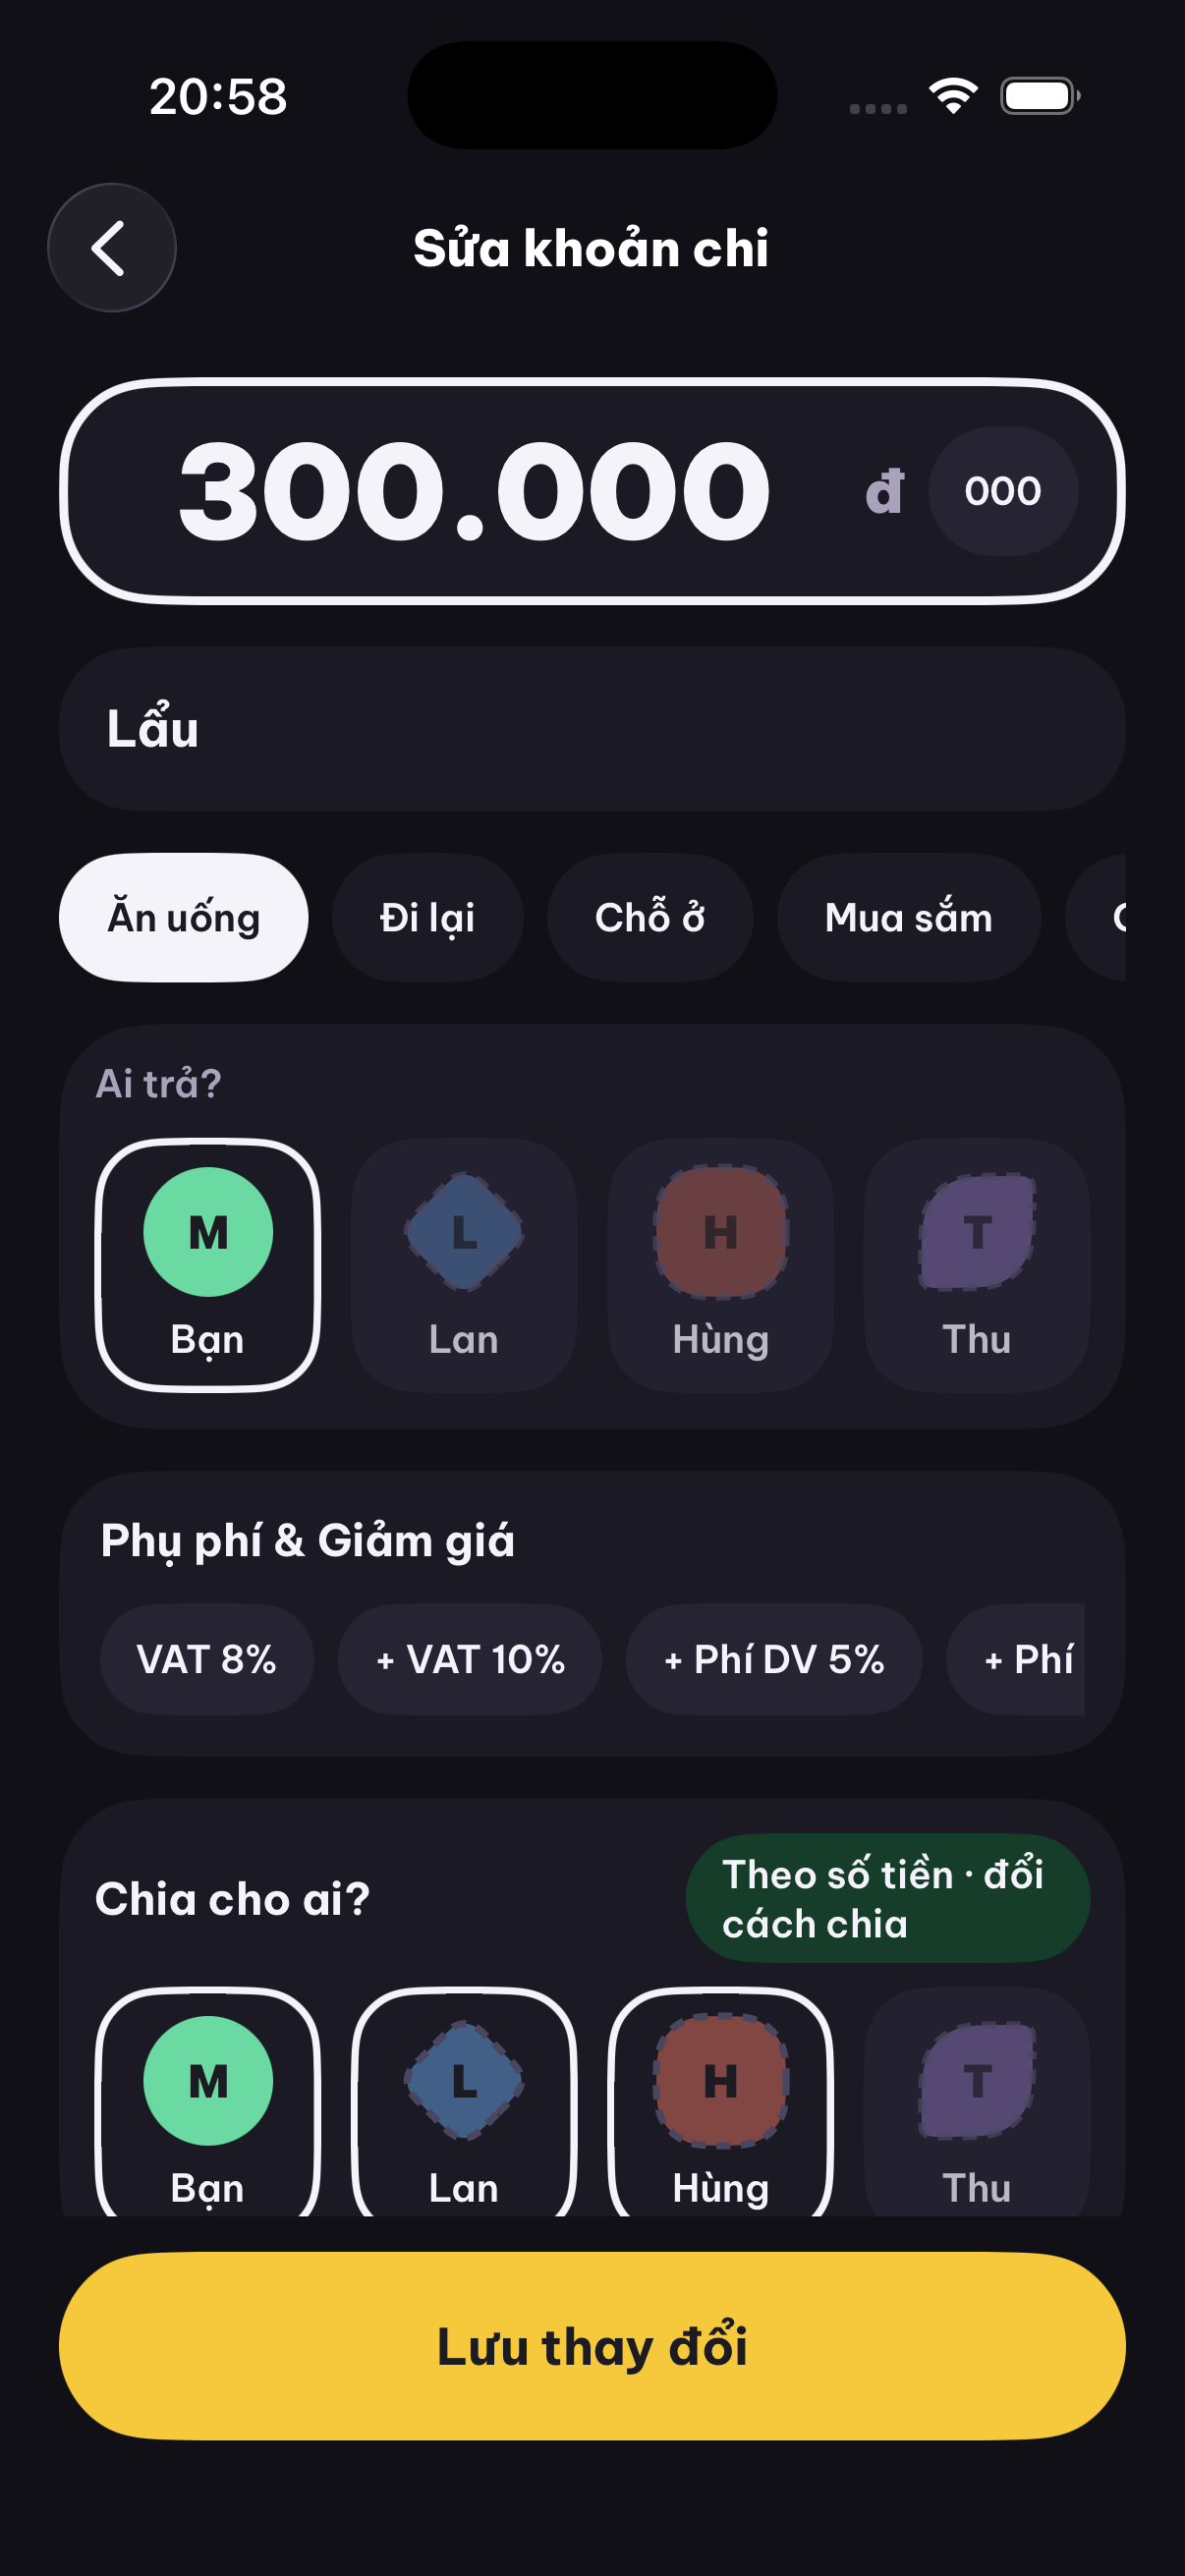 20:58
Sửa khoản chi
300.000 đ 000
Lẩu
Ăn uống Đi lại Chỗ ở Mua sắm
Ai trả?
M L H T
Bạn Lan Hùng Thu
Phụ phí & Giảm giá
VAT 8% + VAT 10% + Phí DV 5% + Phí
Chia cho ai?
Theo số tiền · đổi
cách chia
M L H T
Bạn Lan Hùng Thu
Lưu thay đổi